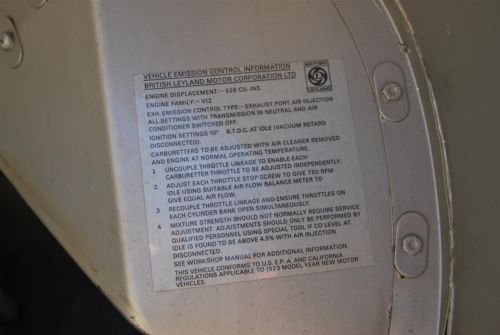 VEHICLE EMISSION CONTROL INFORMATION
BRITISH LEYLAND MOTOR CORPORATION LTD
BRITISH
LEYLAND
ENGINE DISPLACEMENT:- 326 CU. INS.
ENGINE FAMILY:- V12
EXH. EMISSION CONTROL TYPE:- EXHAUST PORT AIR INJECTION
ALL SETTINGS WITH TRANSMISSION IN NEUTRAL AND AIR
CONDITIONER SWITCHED OFF.
IGNITION SETTINGS 10° B.T.D.C. AT IDLE (VACUUM RETARD
DISCONNECTED).
CARBURETTERS TO BE ADJUSTED WITH AIR CLEANER REMOVED
AND ENGINE AT NORMAL OPERATING TEMPERATURE.
1 UNCOUPLE THROTTLE LINKAGE TO ENABLE EACH
CARBURETTER THROTTLE TO BE ADJUSTED INDEPENDENTLY.
2 ADJUST EACH THROTTLE STOP SCREW TO GIVE 750 RPM
IDLE USING SUITABLE AIR FLOW BALANCE METER TO
GIVE EQUAL AIR FLOW.
3 RECOUPLE THROTTLE LINKAGE AND ENSURE THROTTLES ON
EACH CYLINDER BANK OPEN SIMULTANEOUSLY.
4 MIXTURE STRENGTH SHOULD NOT NORMALLY REQUIRE SERVICE
ADJUSTMENT. ADJUSTMENTS SHOULD ONLY BE PERFORMED BY
QUALIFIED PERSONNEL USING SPECIAL TOOL IF CO LEVEL AT
IDLE IS FOUND TO BE ABOVE 4.5% WITH AIR INJECTION
DISCONNECTED.
SEE WORKSHOP MANUAL FOR ADDITIONAL INFORMATION.
THIS VEHICLE CONFORMS TO U.S. E.P.A. AND CALIFORNIA
REGULATIONS APPLICABLE TO 1973 MODEL YEAR NEW MOTOR
VEHICLES.